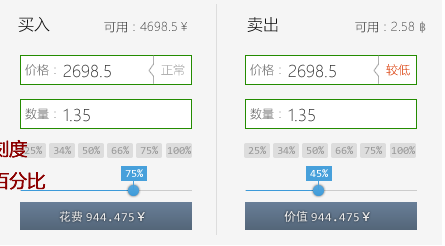 买入 可用：4698.5￥
价格： 2698.5 正常
数量： 1.35
刻度
25% 34% 50% 66% 75% 100%
百分比
75%
花费 944.475￥
卖出 可用：2.58 ฿
价格： 2698.5 较低
数量： 1.35
25% 34% 50% 66% 75% 100%
45%
价值 944.475￥